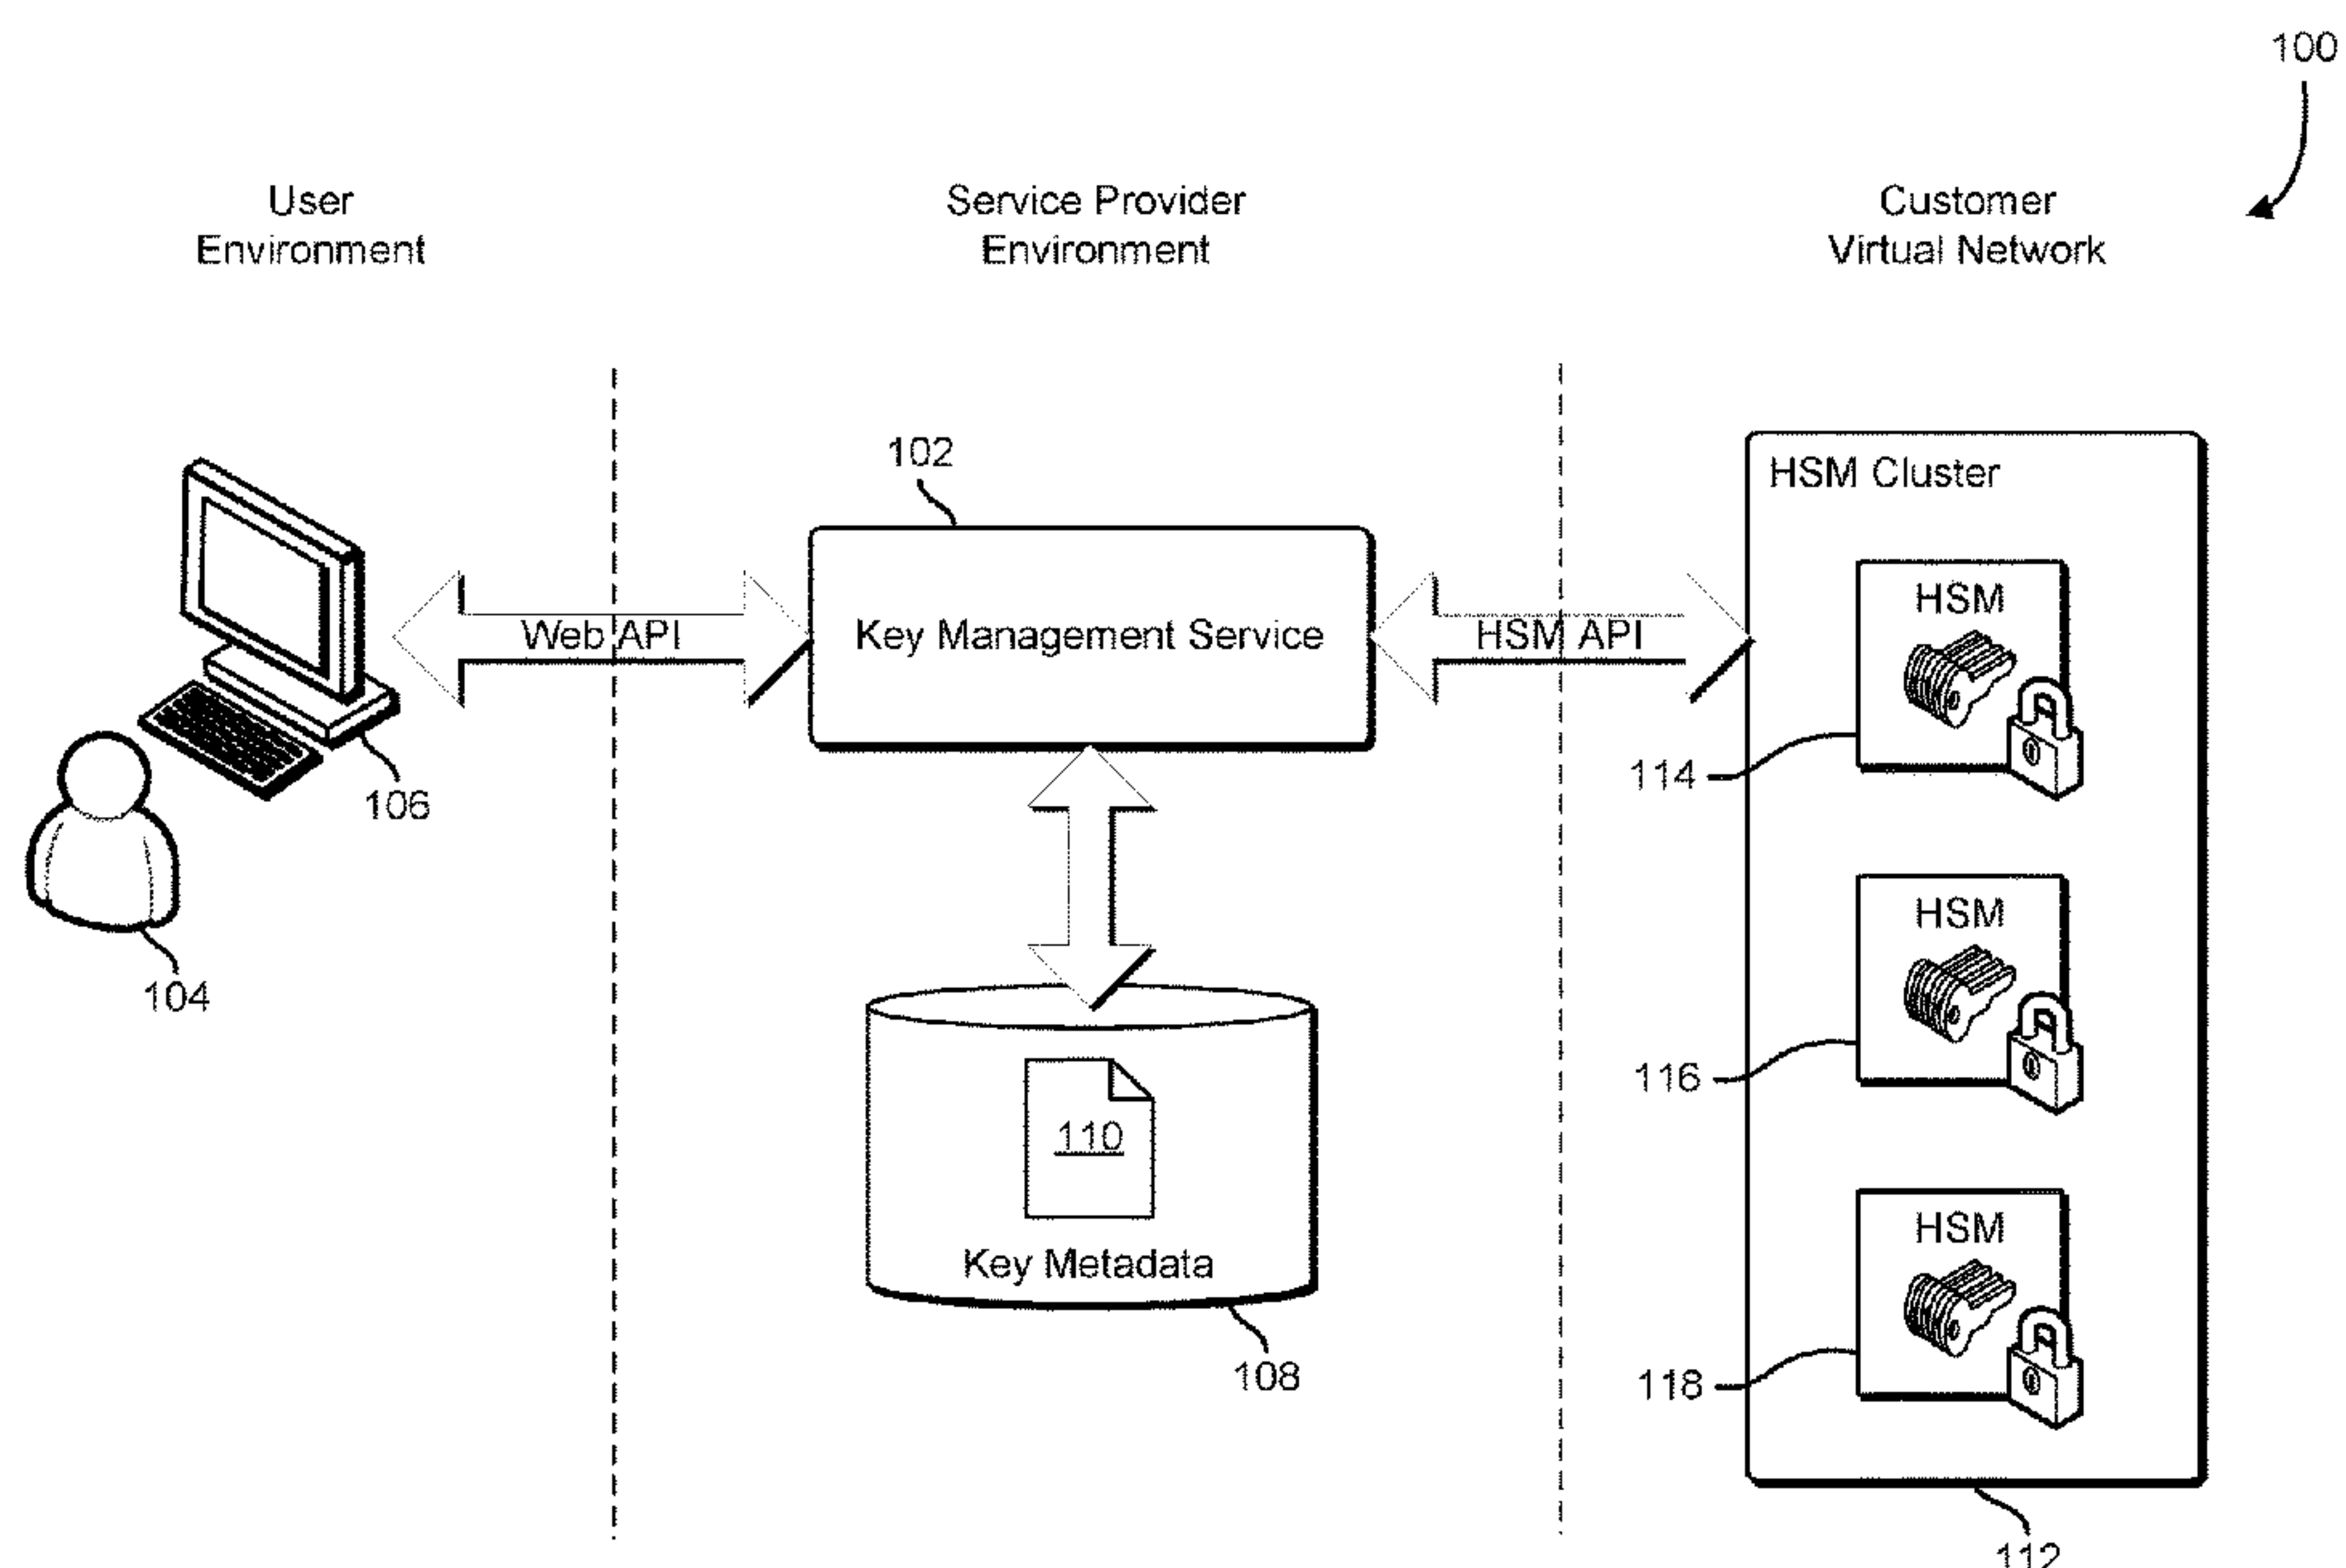 100
User
Environment
Service Provider
Environment
Customer
Virtual Network
102
HSM Cluster
HSM
Web API
Key Management Service
HSM API
114
106
HSM
104
116
110
HSM
Key Metadata
108
118
112